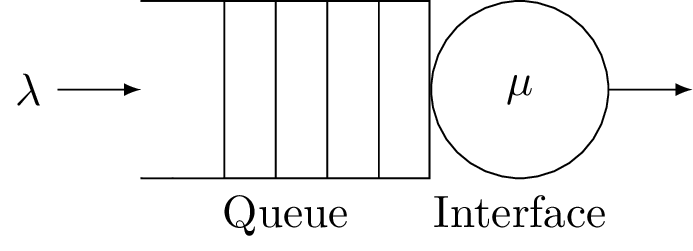 λ
μ
Queue Interface